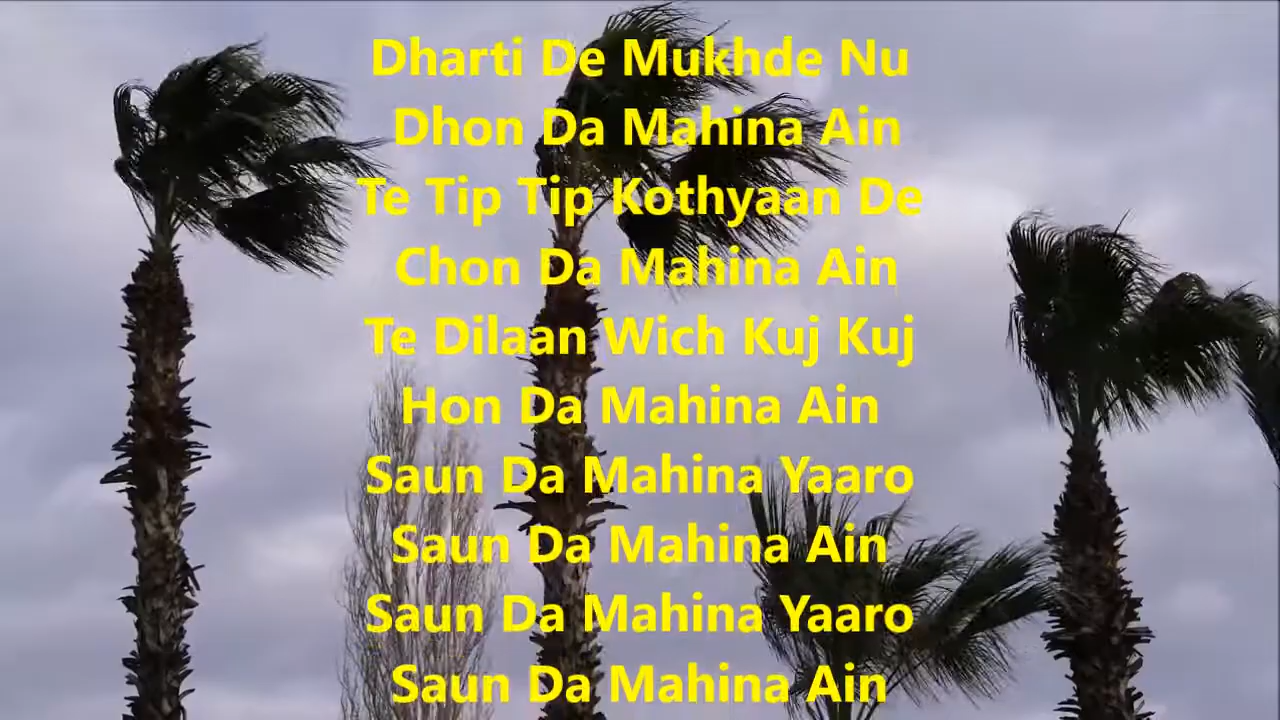 Dharti De Mukhde Nu
Dhon Da Mahina Ain
Te Tip Tip Kothyaan De
Chon Da Mahina Ain
Te Dilaan Wich Kuj Kuj
Hon Da Mahina Ain
Saun Da Mahina Yaaro
Saun Da Mahina Ain
Saun Da Mahina Yaaro
Saun Da Mahina Ain